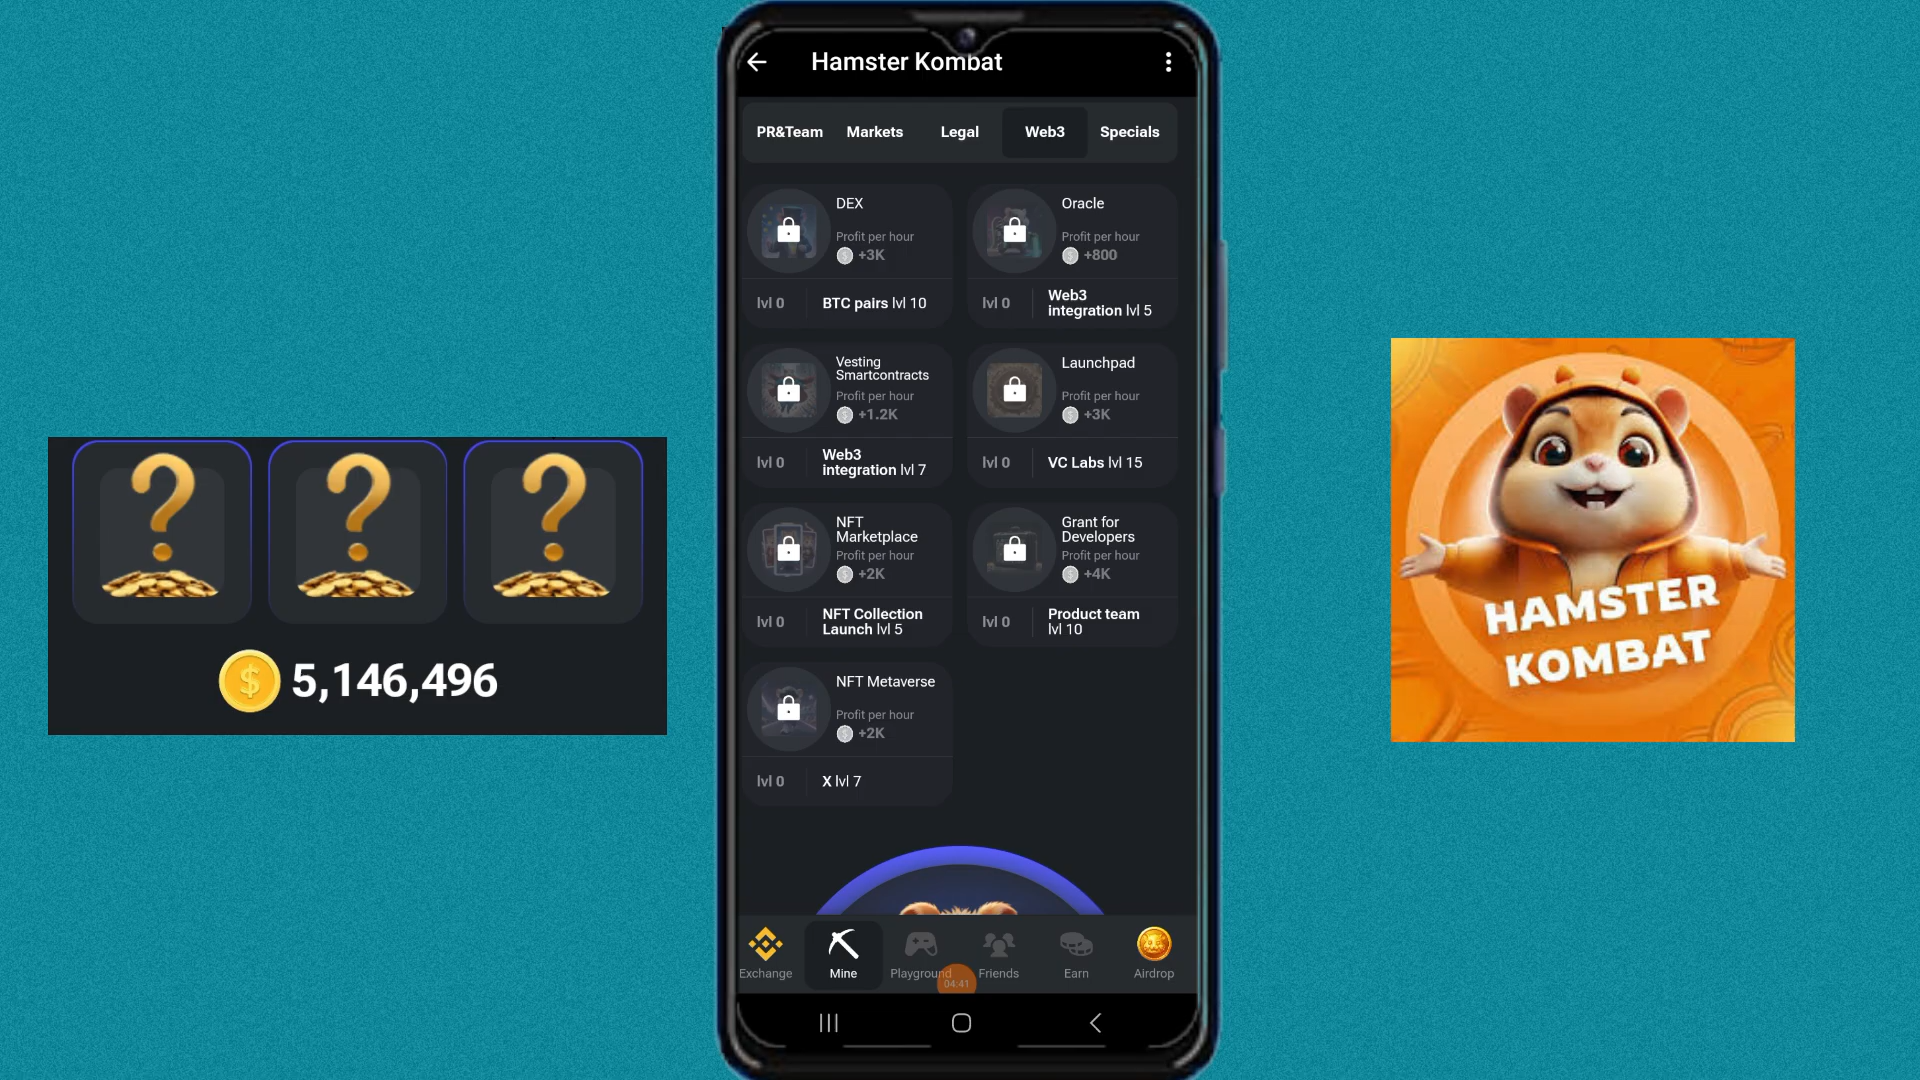 Hamster Kombat
PR&Team Markets Legal Web3 Specials
DEX
Profit per hour
+3K
lvl 0 BTC pairs lvl 10
Oracle
Profit per hour
+800
lvl 0 Web3
integration lvl 5
Vesting
Smartcontracts
Profit per hour
+1.2K
lvl 0 Web3
integration lvl 7
Launchpad
Profit per hour
+3K
lvl 0 VC Labs lvl 15
NFT
Marketplace
Profit per hour
+2K
lvl 0 NFT Collection
Launch lvl 5
Grant for
Developers
Profit per hour
+4K
lvl 0 Product team
lvl 10
NFT Metaverse
Profit per hour
+2K
lvl 0 X lvl 7
Exchange Mine Playground Friends Earn Airdrop
04:41
? ? ?
$ 5,146,496
HAMSTER
KOMBAT